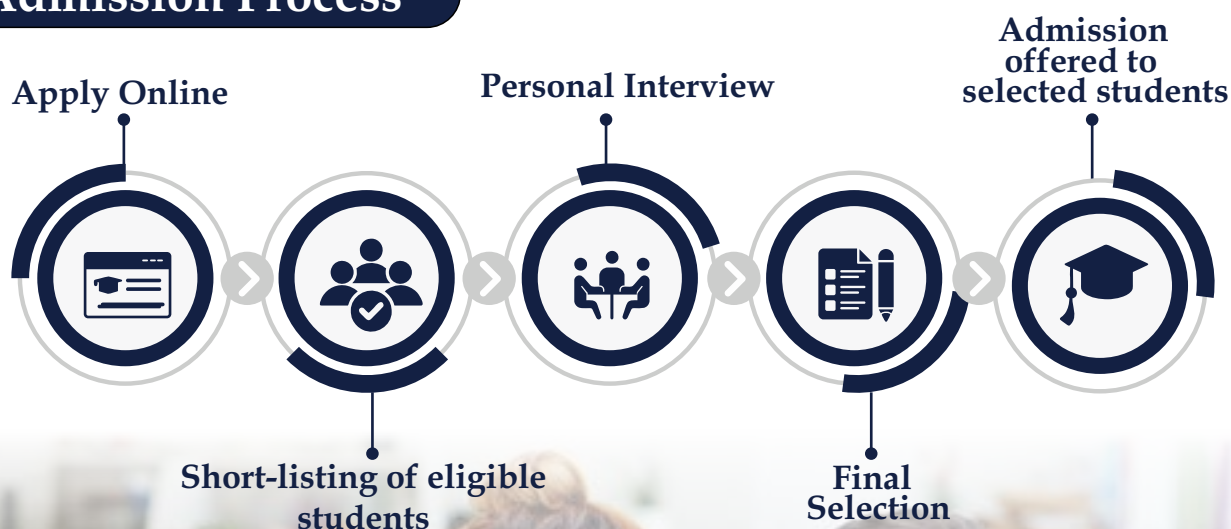 Admission Process
Apply Online
Short-listing of eligible
students
Personal Interview
Final
Selection
Admission
offered to
selected students